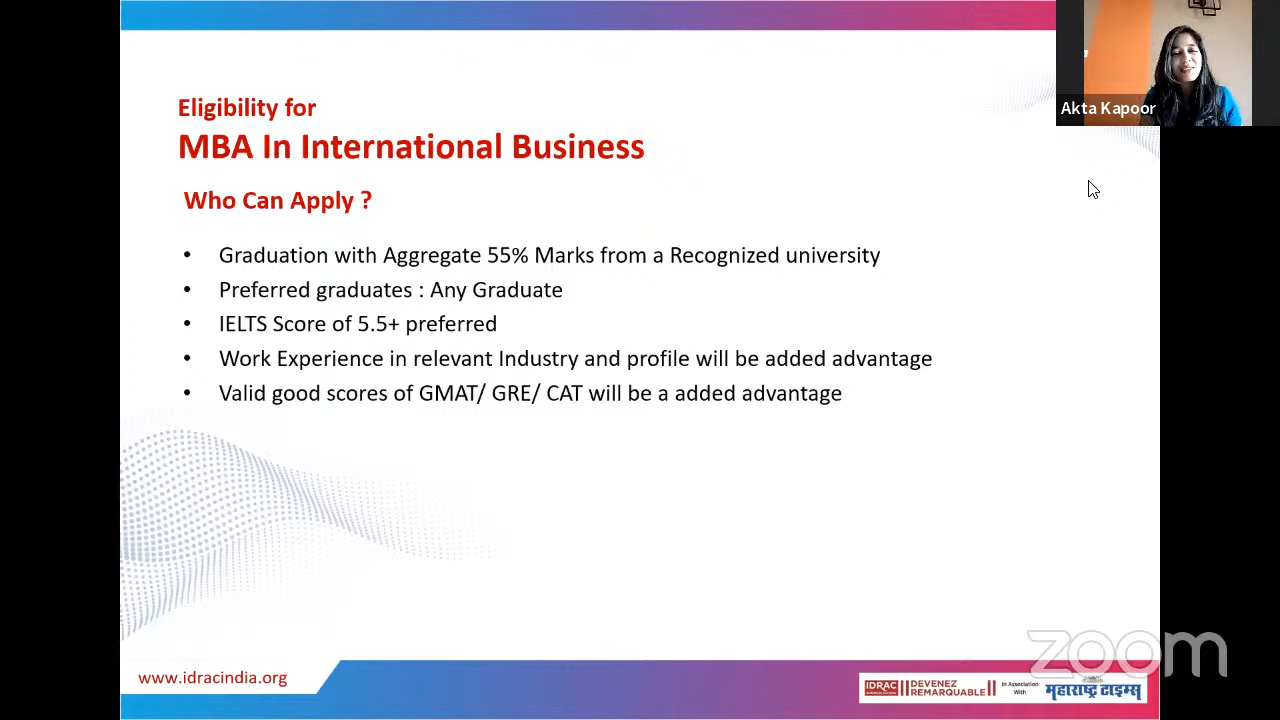 Akta Kapoor
Eligibility for
MBA In International Business
Who Can Apply ?
• Graduation with Aggregate 55% Marks from a Recognized university
• Preferred graduates : Any Graduate
• IELTS Score of 5.5+ preferred
• Work Experience in relevant Industry and profile will be added advantage
• Valid good scores of GMAT/ GRE/ CAT will be a added advantage
zoom
www.idracindia.org
IDRAC
DEVENEZ
REMARQUABLE
In Association
With
महाराष्ट्र टाइम्स